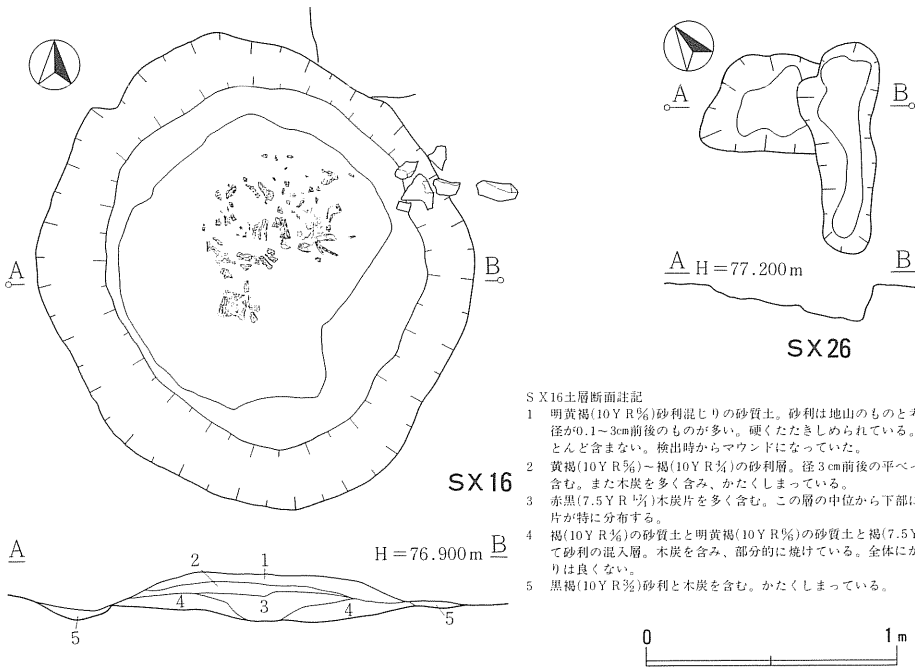 A
B
SX16
A
B
H=76.900m
1
2
3
4
4
5
5
A
B
A
H=77.200m
B
SX26
SX16土層断面註記
1 明黄褐(10YR6/6)砂利混じりの砂質土。砂利は地山のものと
径が0.1〜3cm前後のものが多い。硬くたたきしめられている。
とんど含まない。検出時からマウンドになっていた。
2 黄褐(10YR5/6)〜褐(10YR4/4)の砂利層。径3cm前後の平べ
含む。また木炭を多く含み、かたくしまっている。
3 赤黒(7.5YR)木炭片を多く含む。この層の中位から下部に
片が特に分布する。
4 褐(10YR4/6)の砂質土と明黄褐(10YR6/6)の砂質土と褐(7.5Y
て砂利の混入層。木炭を含み、部分的に焼けている。全体にか
りは良くない。
5 黒褐(10YR3/2)砂利と木炭を含む。かたくしまっている。
0
1m